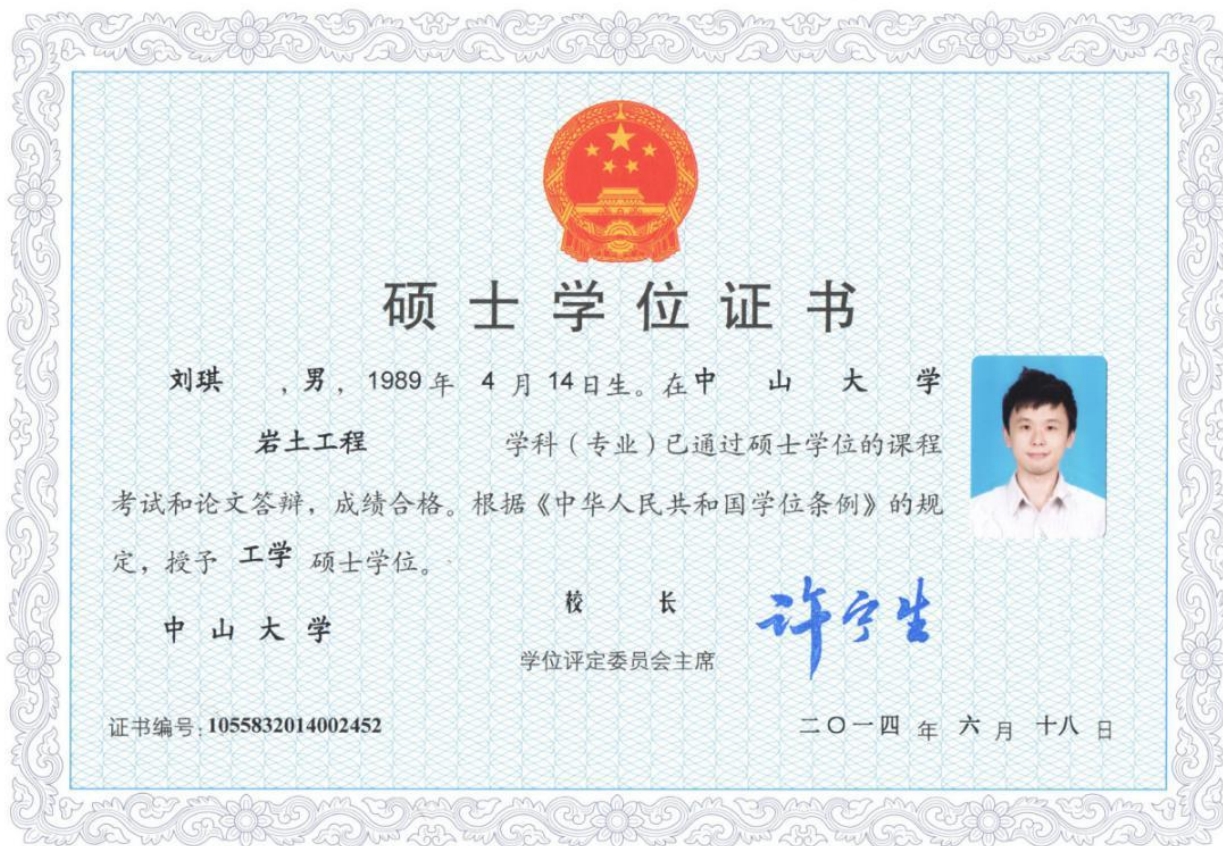 硕士学位证书
刘琪 ，男，1989年 4 月 14日生。在中 山 大 学
岩土工程 学科（专业）已通过硕士学位的课程
考试和论文答辩，成绩合格。根据《中华人民共和国学位条例》的规
定，授予 工学 硕士学位。
校 长 许宁生
中 山 大 学
学位评定委员会主席
证书编号：1055832014002452
二〇一四 年 六 月 十八 日